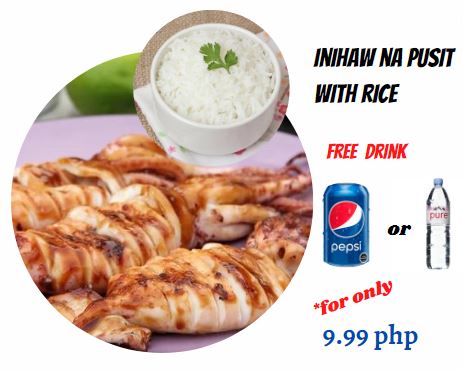 INIHAW NA PUSIT
WITH RICE
FREE DRINK
pepsi
or
pure
*for only
9.99 php